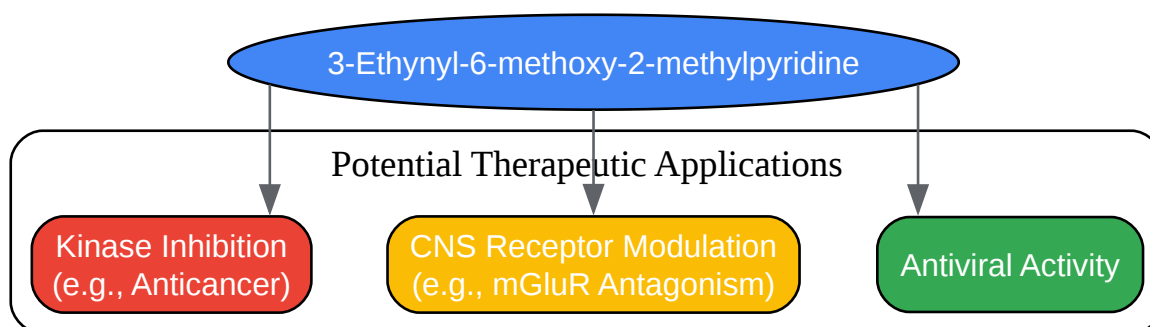 3-Ethynyl-6-methoxy-2-methylpyridine
Potential Therapeutic Applications
Kinase Inhibition
(e.g., Anticancer)
CNS Receptor Modulation
(e.g., mGluR Antagonism)
Antiviral Activity